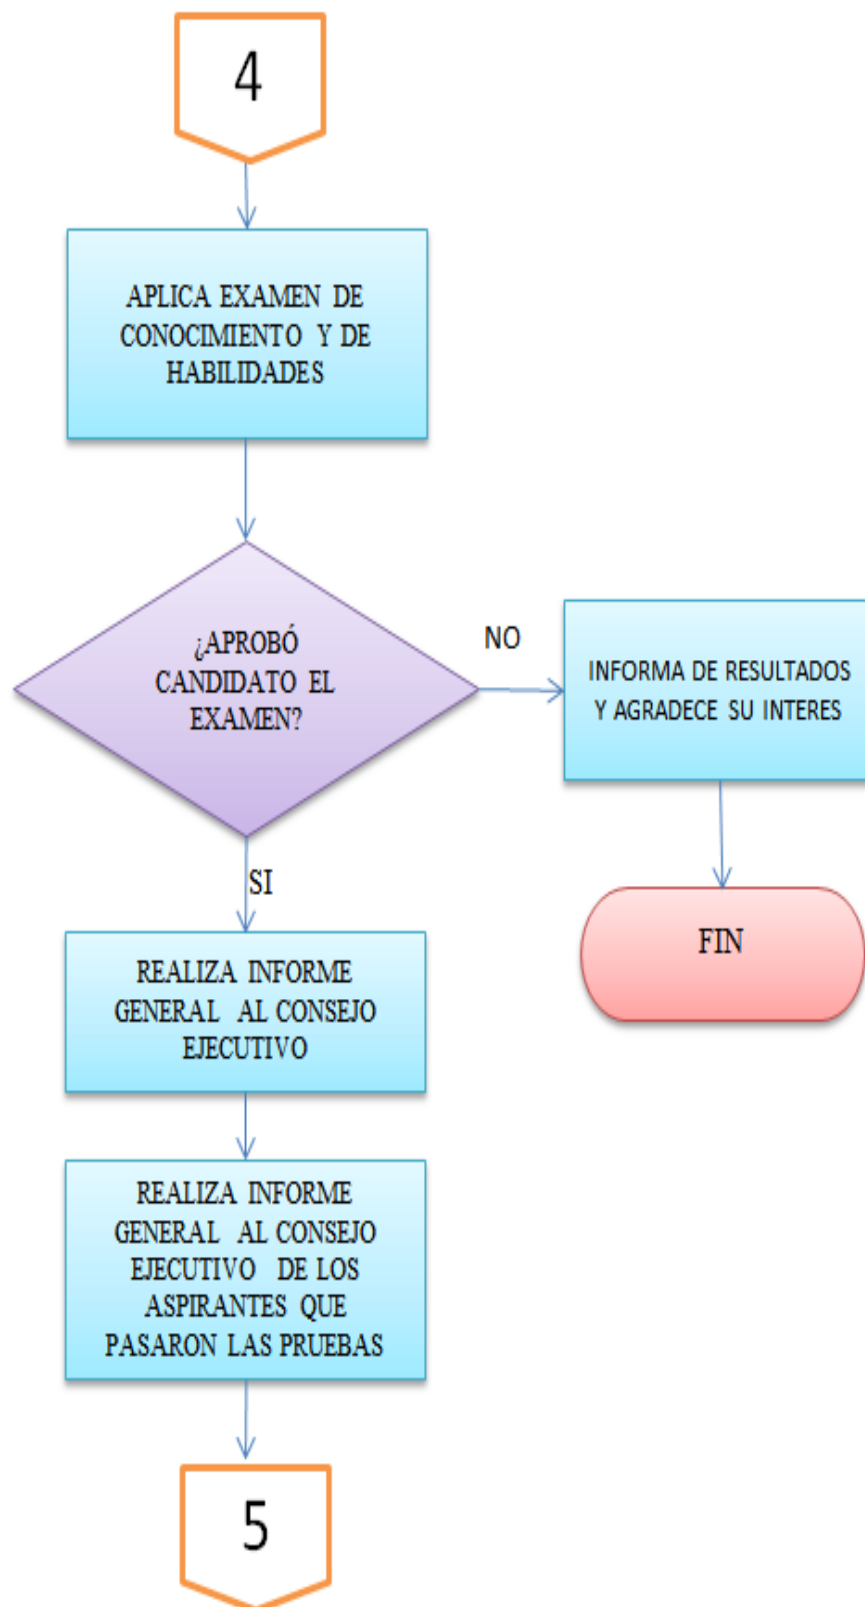 4
APLICA EXAMEN DE
CONOCIMIENTO Y DE
HABILIDADES
¿APROBÓ
CANDIDATO EL
EXAMEN?
NO
INFORMA DE RESULTADOS
Y AGRADECE SU INTERES
SI
FIN
REALIZA INFORME
GENERAL AL CONSEJO
EJECUTIVO
REALIZA INFORME
GENERAL AL CONSEJO
EJECUTIVO DE LOS
ASPIRANTES QUE
PASARON LAS PRUEBAS
5